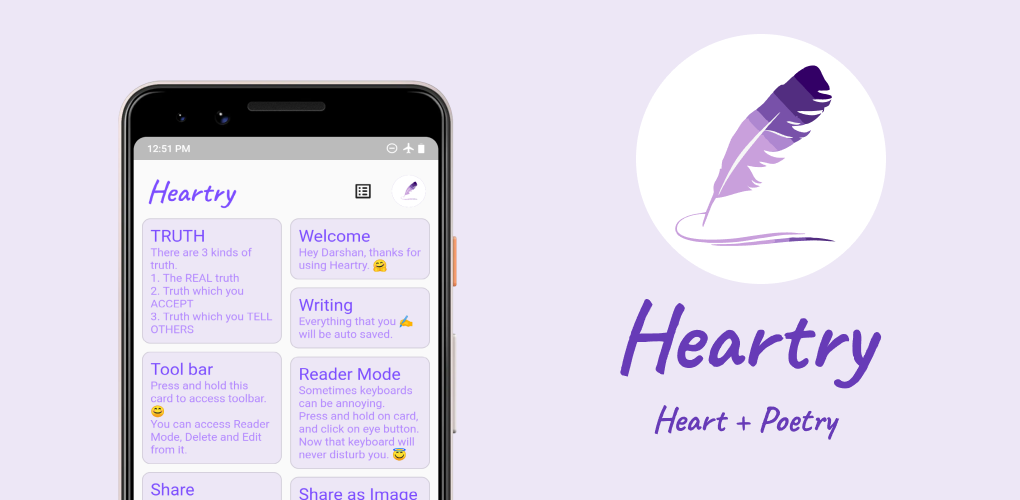 12:51 PM
Heartry
TRUTH
There are 3 kinds of
truth.
1. The REAL truth
2. Truth which you
ACCEPT
3. Truth which you TELL
OTHERS
Tool bar
Press and hold this
card to access toolbar.
😊
You can access Reader
Mode, Delete and Edit
from it.
Share
Welcome
Hey Darshan, thanks for
using Heartry. 🤗
Writing
Everything that you ✍️
will be auto saved.
Reader Mode
Sometimes keyboards
can be annoying.
Press and hold on card,
and click on eye button.
Now that keyboard will
never disturb you. 😇
Share as Image
Heartry
Heart + Poetry